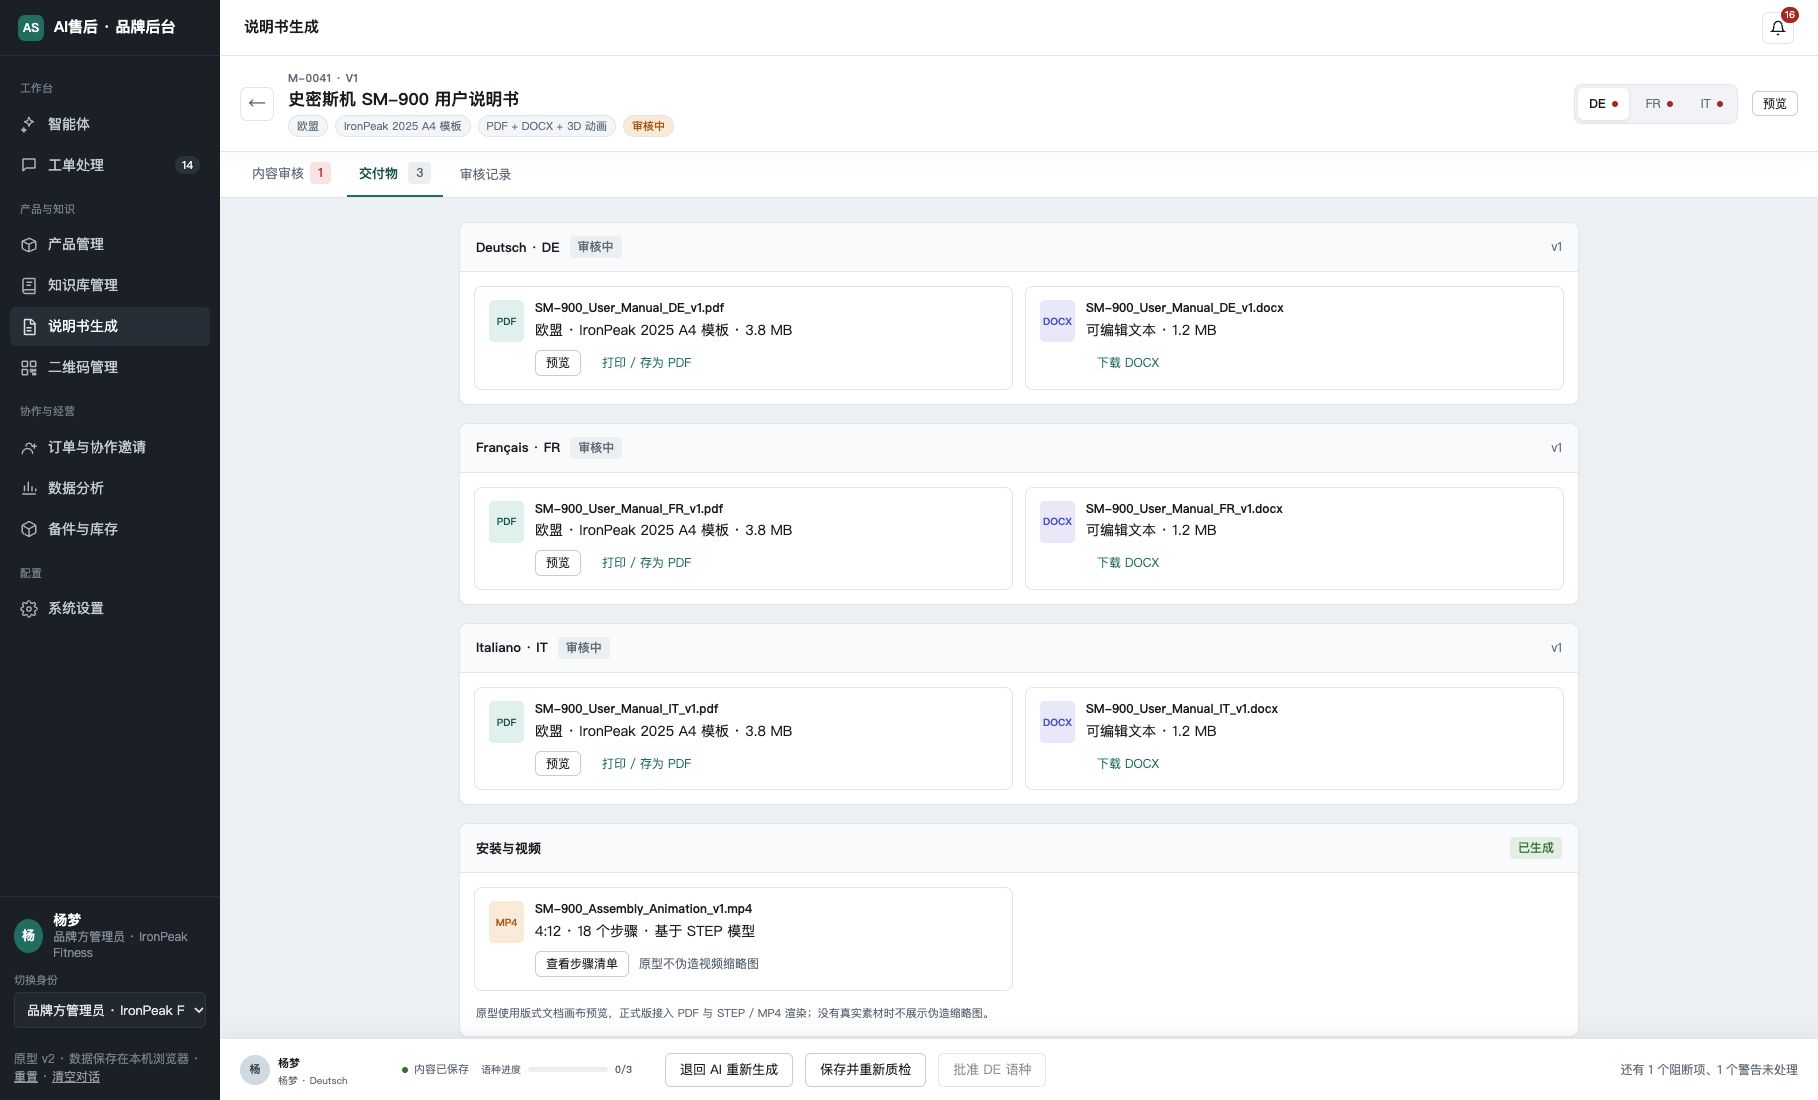 AS AI售后 · 品牌后台
工作台
智能体
工单处理 14
产品与知识
产品管理
知识库管理
说明书生成
二维码管理
协作与经营
订单与协作邀请
数据分析
备件与库存
配置
系统设置
杨
杨梦
品牌方管理员 · IronPeak
Fitness
切换身份
品牌方管理员 · IronPeak F
原型 v2 · 数据保存在本机浏览器 ·
重置 · 清空对话
说明书生成
16
M-0041 · V1
史密斯机 SM-900 用户说明书
欧盟 IronPeak 2025 A4 模板 PDF + DOCX + 3D 动画 审核中
DE FR IT 预览
内容审核 1 交付物 3 审核记录
Deutsch · DE 审核中 v1
PDF
SM-900_User_Manual_DE_v1.pdf
欧盟 · IronPeak 2025 A4 模板 · 3.8 MB
预览 打印 / 存为 PDF
DOCX
SM-900_User_Manual_DE_v1.docx
可编辑文本 · 1.2 MB
下载 DOCX
Français · FR 审核中 v1
PDF
SM-900_User_Manual_FR_v1.pdf
欧盟 · IronPeak 2025 A4 模板 · 3.8 MB
预览 打印 / 存为 PDF
DOCX
SM-900_User_Manual_FR_v1.docx
可编辑文本 · 1.2 MB
下载 DOCX
Italiano · IT 审核中 v1
PDF
SM-900_User_Manual_IT_v1.pdf
欧盟 · IronPeak 2025 A4 模板 · 3.8 MB
预览 打印 / 存为 PDF
DOCX
SM-900_User_Manual_IT_v1.docx
可编辑文本 · 1.2 MB
下载 DOCX
安装与视频 已生成
MP4
SM-900_Assembly_Animation_v1.mp4
4:12 · 18 个步骤 · 基于 STEP 模型
查看步骤清单 原型不伪造视频缩略图
原型使用版式文档画布预览，正式版接入 PDF 与 STEP / MP4 渲染；没有真实素材时不展示伪造缩略图。
杨
杨梦
杨梦 · Deutsch
内容已保存 语种进度 0/3
退回 AI 重新生成 保存并重新质检 批准 DE 语种
还有 1 个阻断项、1 个警告未处理